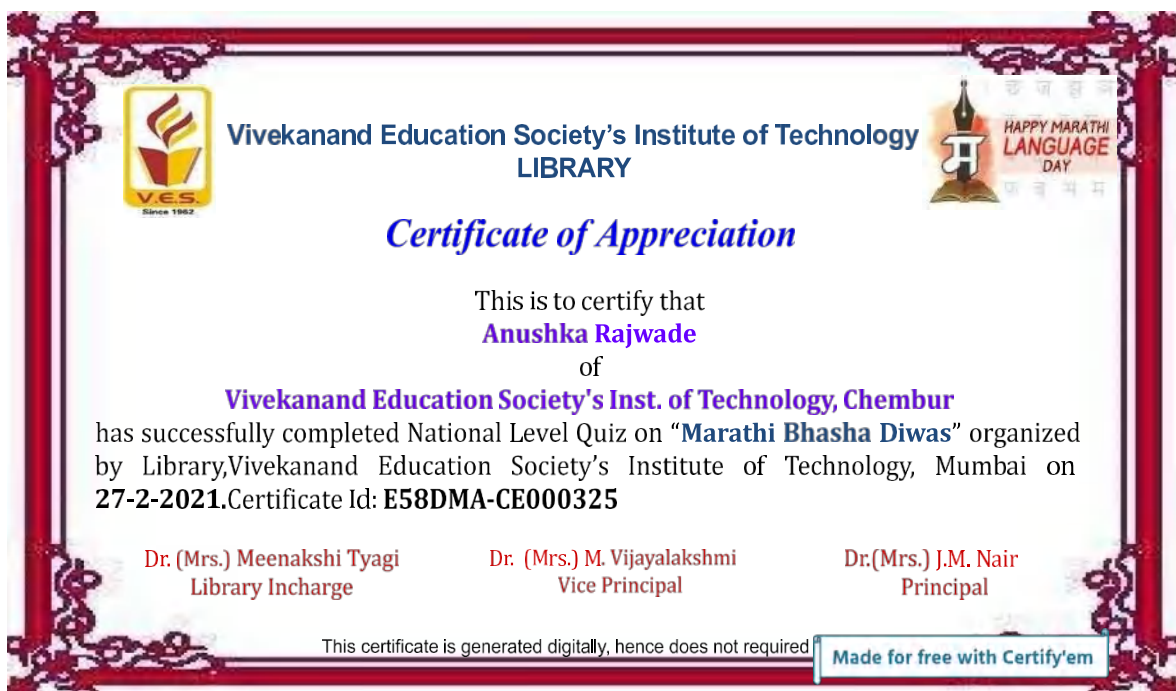 Vivekanand Education Society's Institute of Technology
LIBRARY
V.E.S.
Since 1962
HAPPY MARATHI
LANGUAGE
DAY
म
Certificate of Appreciation
This is to certify that
Anushka Rajwade
of
Vivekanand Education Society's Inst. of Technology, Chembur
has successfully completed National Level Quiz on “Marathi Bhasha Diwas” organized
by Library,Vivekanand Education Society’s Institute of Technology, Mumbai on
27-2-2021.Certificate Id: E58DMA-CE000325
Dr. (Mrs.) Meenakshi Tyagi
Library Incharge
Dr. (Mrs.) M. Vijayalakshmi
Vice Principal
Dr.(Mrs.) J.M. Nair
Principal
This certificate is generated digitally, hence does not required
Made for free with Certify'em